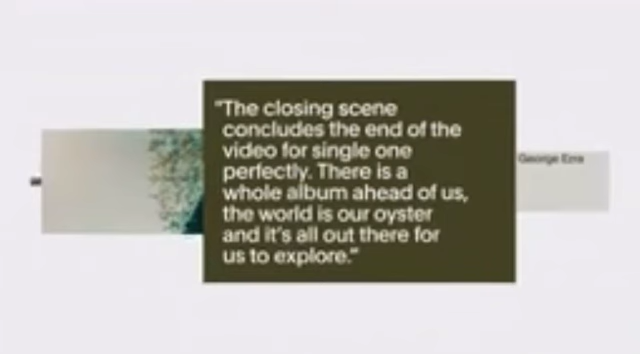 "The closing scene
concludes the end of the
video for single one
perfectly. There is a
whole album ahead of us,
the world is our oyster
and it's all out there for
us to explore."
George Ezra